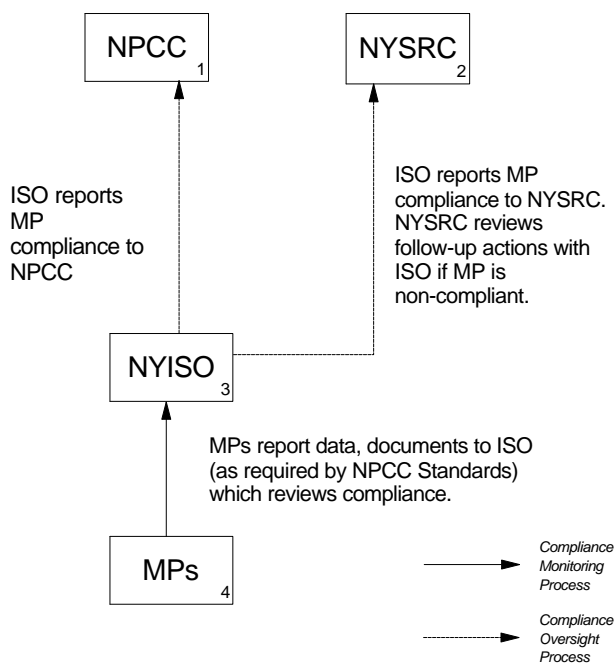 NPCC
1
NYSRC
2
ISO reports
MP
compliance to
NPCC
ISO reports MP
compliance to NYSRC.
NYSRC reviews
follow-up actions with
ISO if MP is
non-compliant.
NYISO
3
MPs report data, documents to ISO
(as required by NPCC Standards)
which reviews compliance.
MPs
4
Compliance
Monitoring
Process
Compliance
Oversight
Process